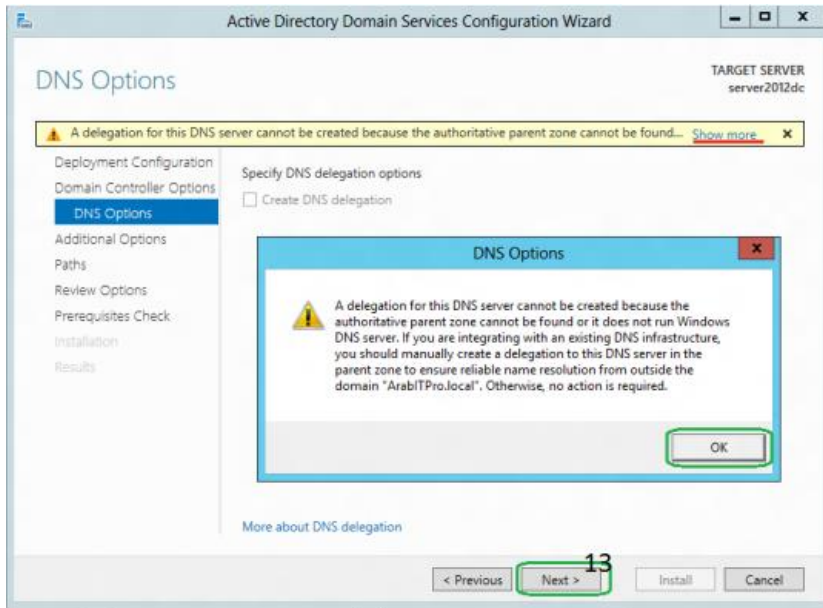 Active Directory Domain Services Configuration Wizard
DNS Options
TARGET SERVER
server2012dc
A delegation for this DNS server cannot be created because the authoritative parent zone cannot be found... Show more x
Deployment Configuration
Domain Controller Options
DNS Options
Additional Options
Paths
Review Options
Prerequisites Check
Installation
Results
Specify DNS delegation options
Create DNS delegation
DNS Options
A delegation for this DNS server cannot be created because the
authoritative parent zone cannot be found or it does not run Windows
DNS server. If you are integrating with an existing DNS infrastructure,
you should manually create a delegation to this DNS server in the
parent zone to ensure reliable name resolution from outside the
domain "ArabITPro.local". Otherwise, no action is required.
OK
More about DNS delegation
13
< Previous Next > Install Cancel